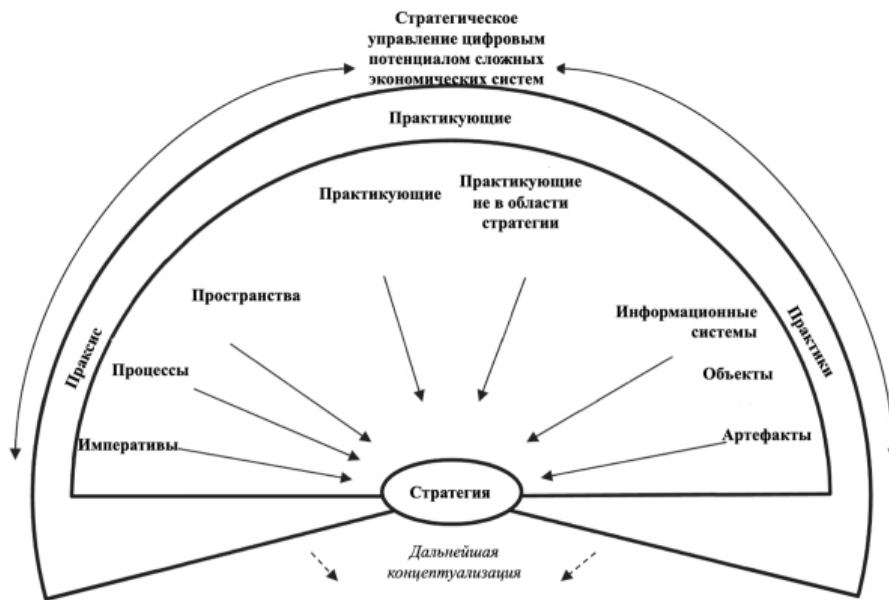 Стратегическое
управление цифровым
потенциалом сложных
экономических систем
Практикующие
Практикующие
Практикующие
не в области
стратегии
Пространства
Информационные
системы
Праксис
Практики
Процессы
Объекты
Императивы
Артефакты
Стратегия
Дальнейшая
концептуализация